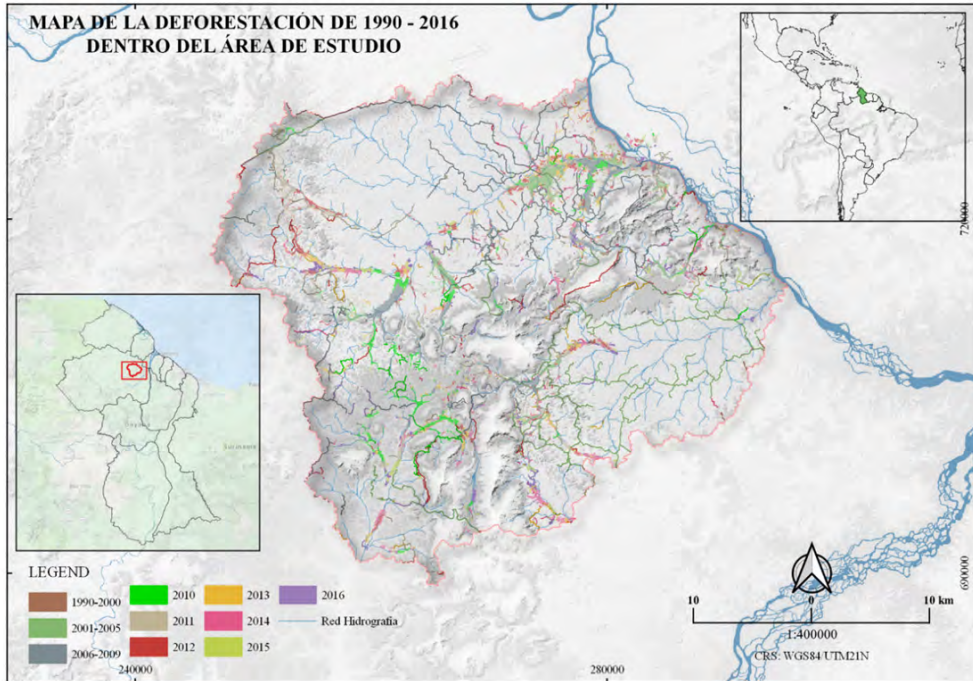 MAPA DE LA DEFORESTACIÓN DE 1990 - 2016
DENTRO DEL ÁREA DE ESTUDIO
720000
LEGEND
1990-2000
2001-2005
2006-2009
2010
2011
2012
2013
2014
2015
2016
Red Hidrografía
690000
10 0 10 km
1:400000
CRS: WGS84/UTM21N
240000
280000